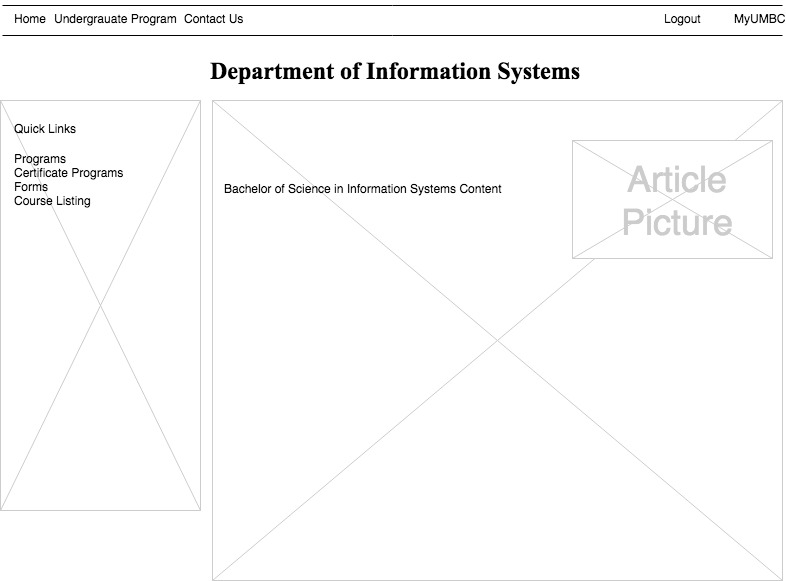 Home Undergrauate Program Contact Us Logout MyUMBC
Department of Information Systems
Quick Links
Programs
Certificate Programs
Forms
Course Listing
Bachelor of Science in Information Systems Content
Article
Picture